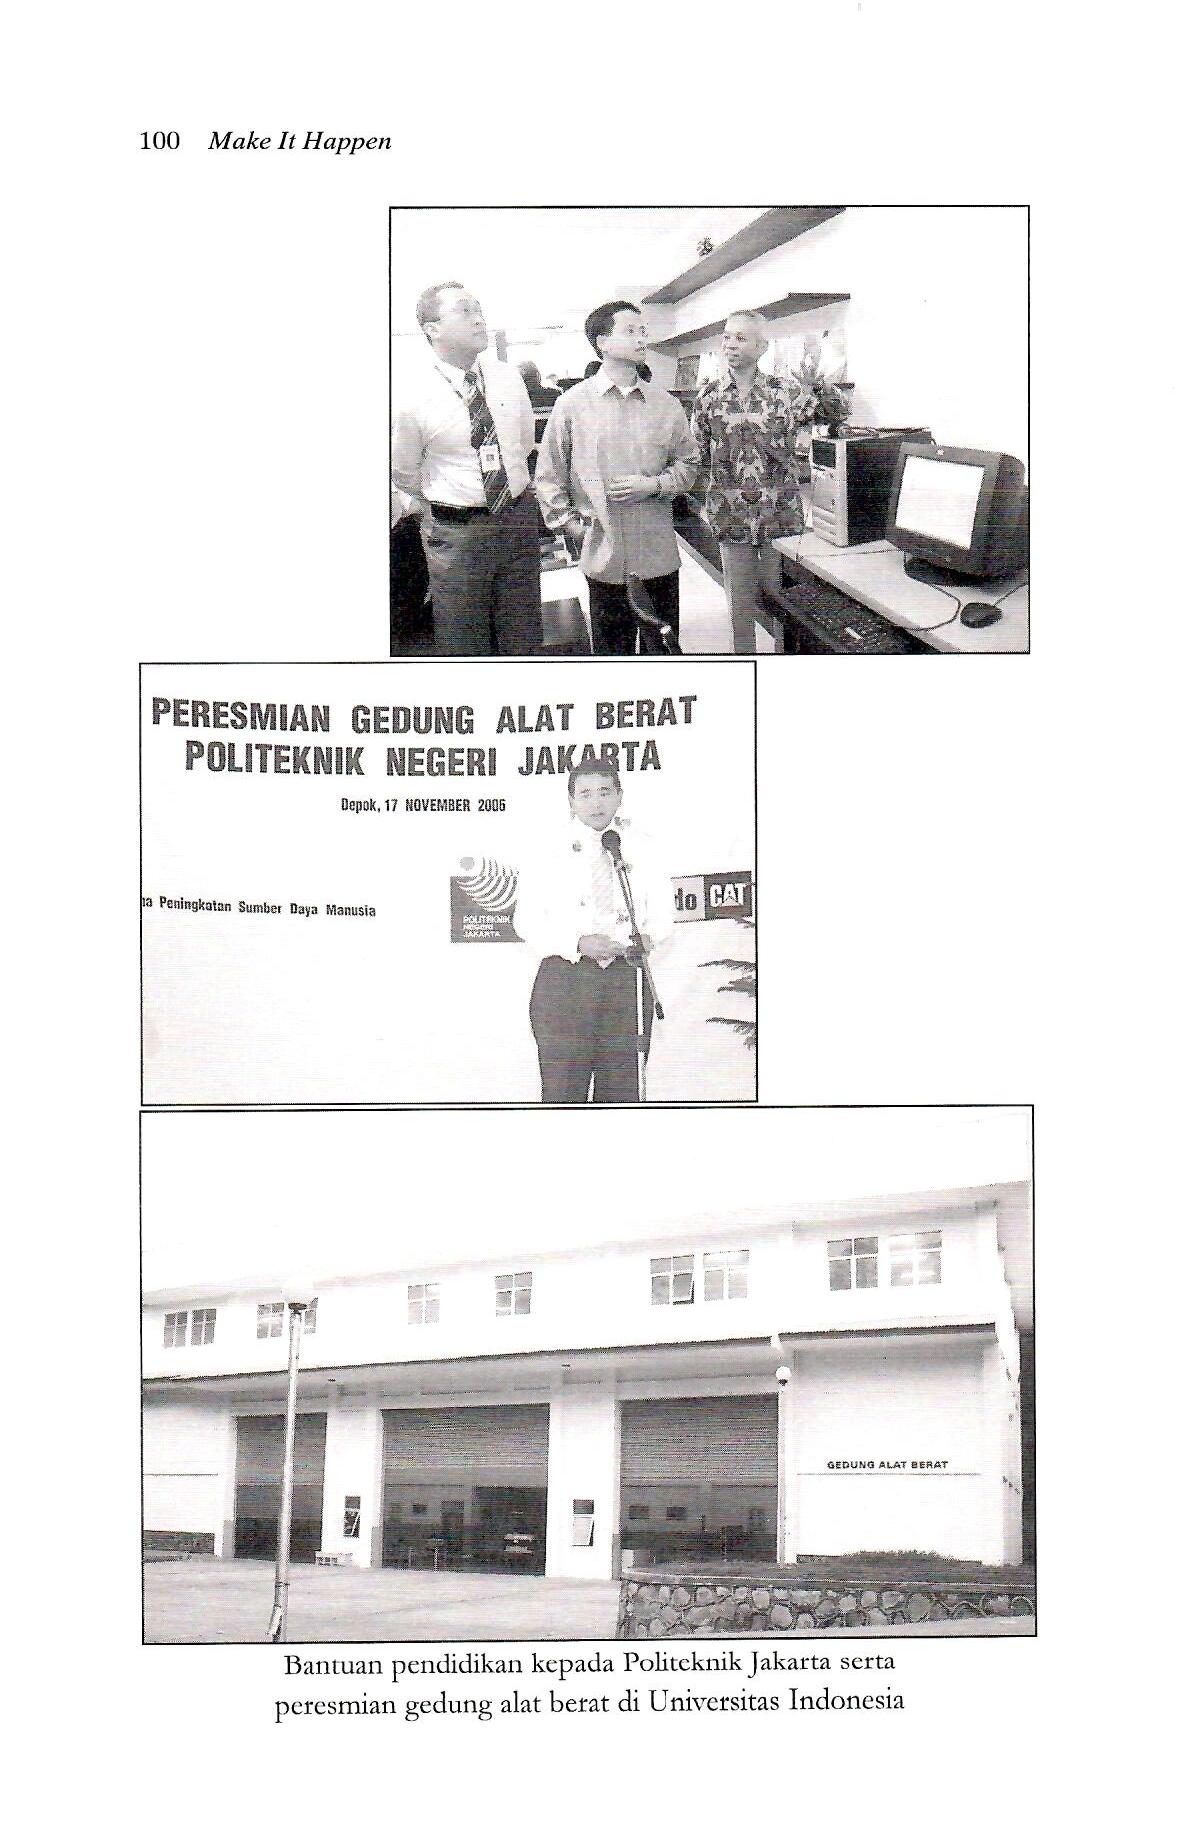 100 Make It Happen
PERESMIAN GEDUNG ALAT BERAT
POLITEKNIK NEGERI JAKARTA
Depok, 17 NOVEMBER 2006
na Peningkatan Sumber Daya Manusia
POLITEKNIK
NEGERI
JAKARTA
do CAT
GEDUNG ALAT BERAT
Bantuan pendidikan kepada Politeknik Jakarta serta
peresmian gedung alat berat di Universitas Indonesia